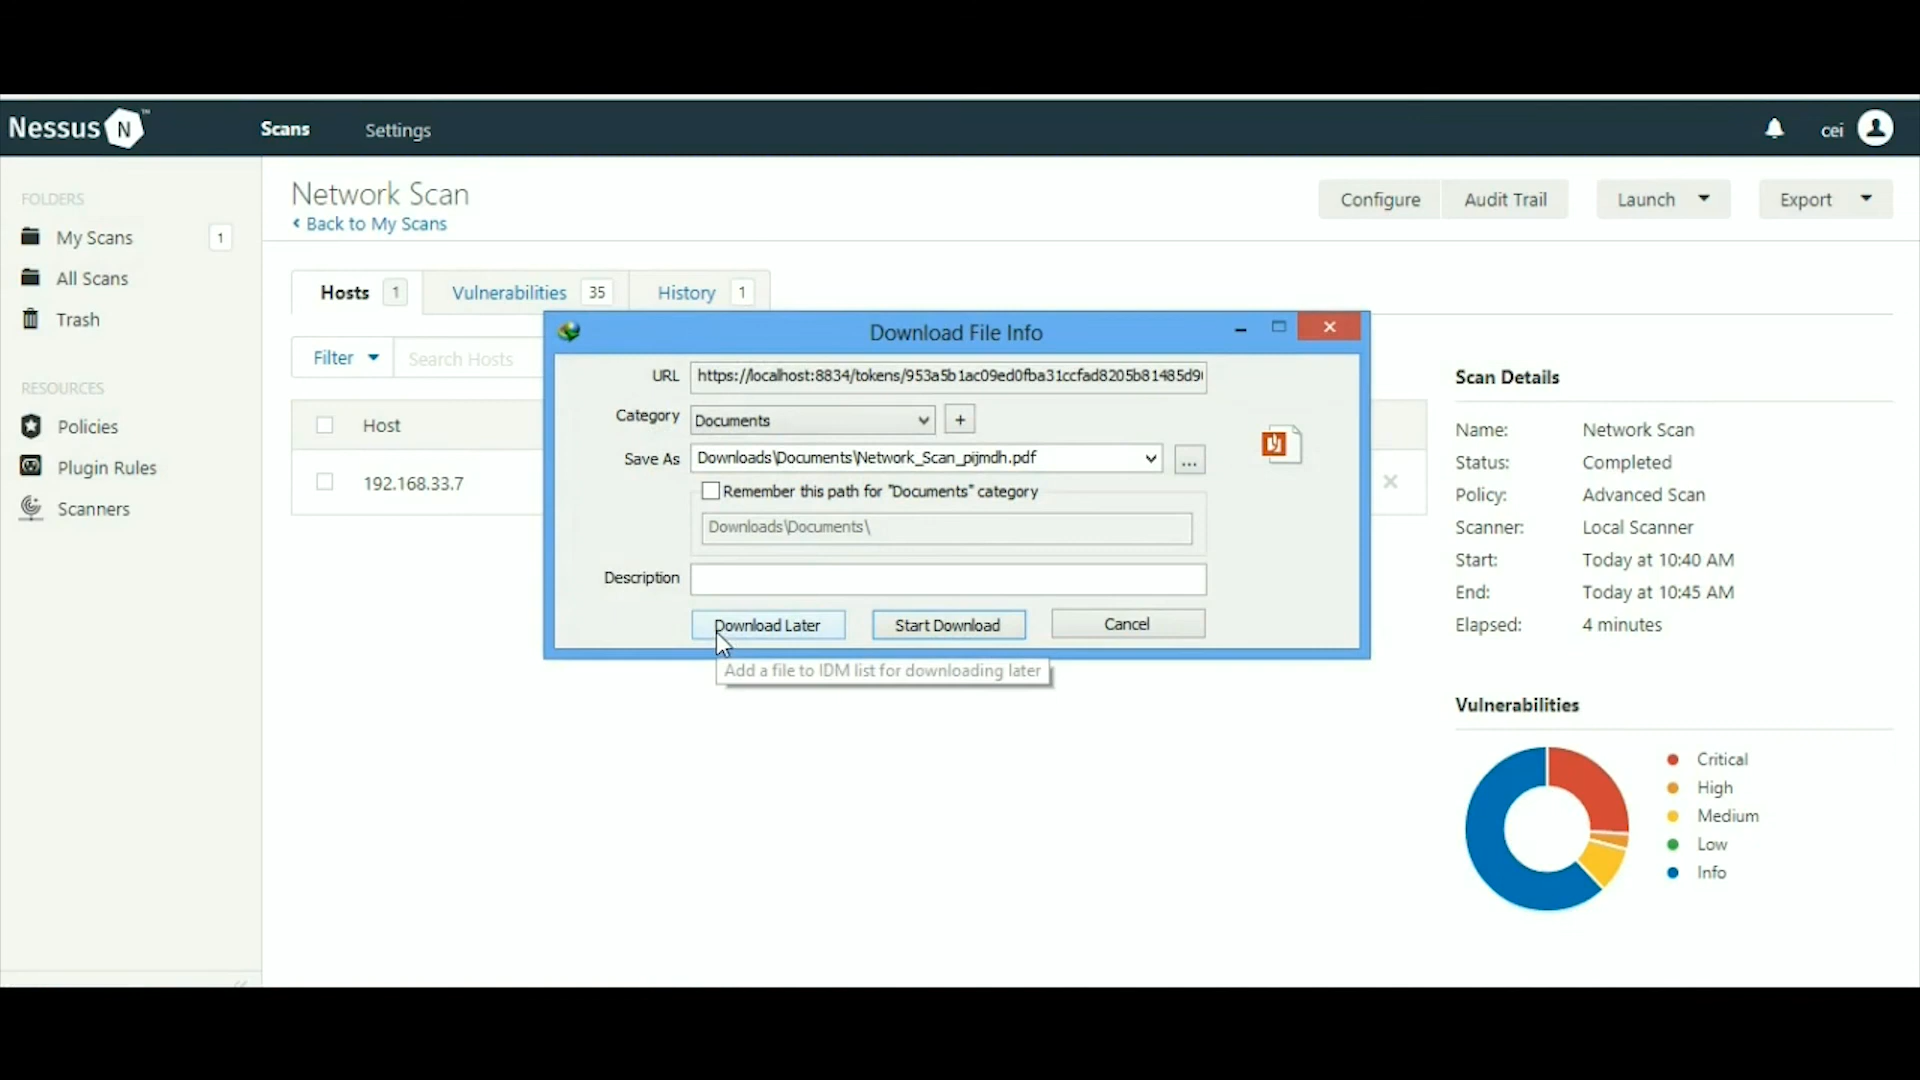 Nessus N ™
Scans
Settings
cei
FOLDERS
My Scans 1
All Scans
Trash
RESOURCES
Policies
Plugin Rules
Scanners
Network Scan
Back to My Scans
Configure
Audit Trail
Launch
Export
Hosts 1
Vulnerabilities 35
History 1
Filter
Search Hosts
Host
192.168.33.7
Download File Info
URL https://localhost:8834/tokens/953a5b1ac09ed0fba31ccfad8205b81485d9
Category Documents +
Save As Downloads\Documents\Network_Scan_pijmdh.pdf ...
Remember this path for "Documents" category
Downloads\Documents\
Description
Download Later
Start Download
Cancel
Add a file to IDM list for downloading later
Scan Details
Name: Network Scan
Status: Completed
Policy: Advanced Scan
Scanner: Local Scanner
Start: Today at 10:40 AM
End: Today at 10:45 AM
Elapsed: 4 minutes
Vulnerabilities
Critical
High
Medium
Low
Info